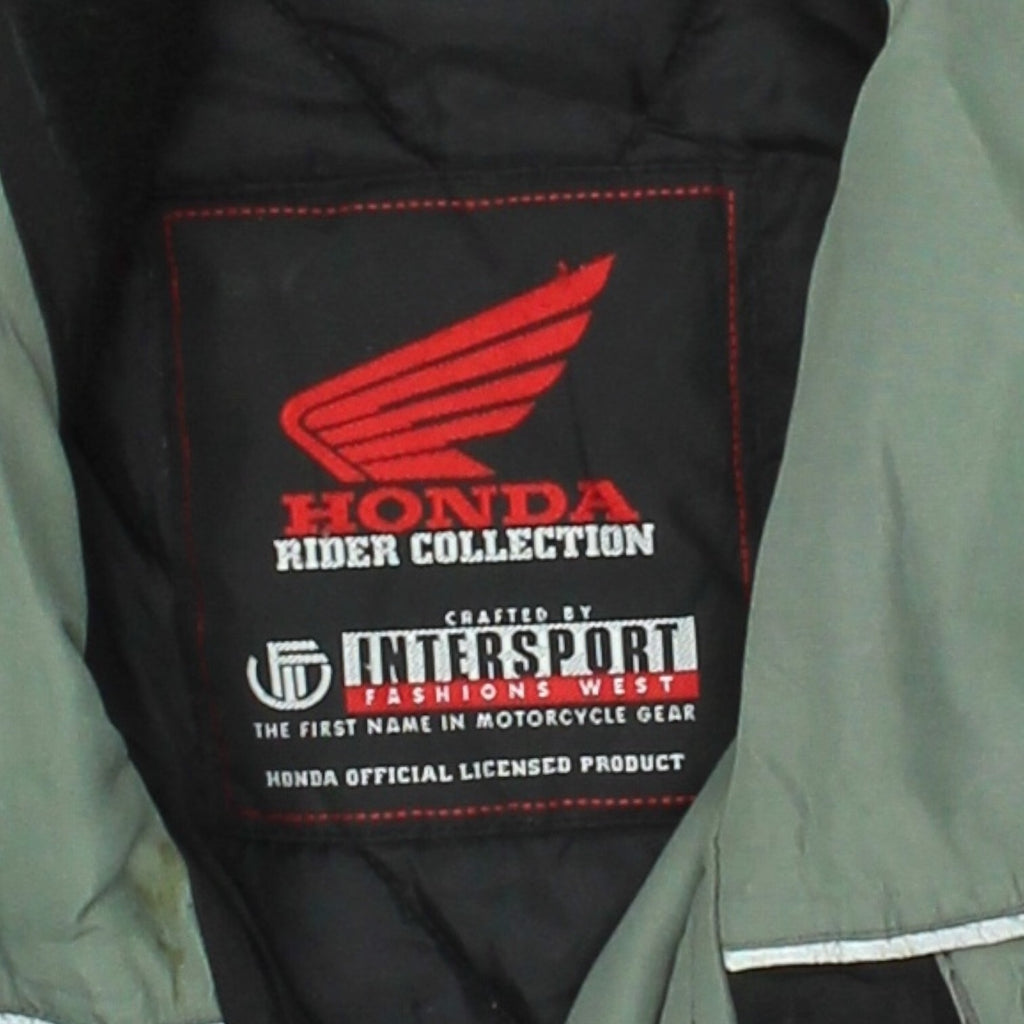 HONDA
RIDER COLLECTION
CRAFTED BY
INTERSPORT
FASHIONS WEST
THE FIRST NAME IN MOTORCYCLE GEAR
HONDA OFFICIAL LICENSED PRODUCT